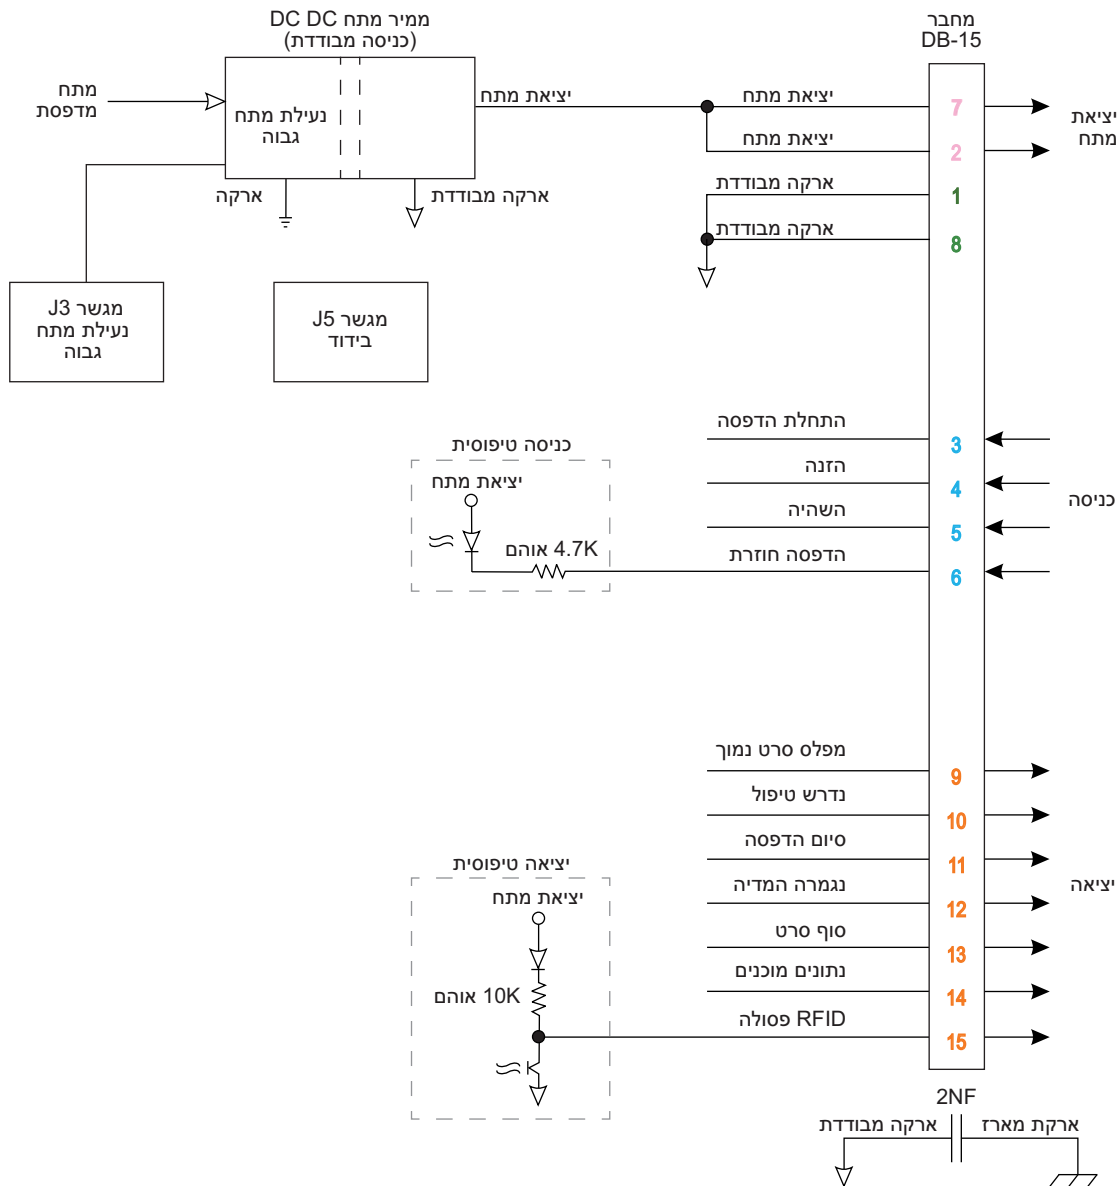 ממיר מתח DC DC
(כניסה מבודדת)
מחבר
DB-15
מתח
מדפסת
נעילת מתח
גבוה
יציאת מתח
יציאת מתח
7
יציאת
מתח
יציאת מתח
2
ארקה
ארקה מבודדת
ארקה מבודדת
1
ארקה מבודדת
8
מגשר J3
נעילת מתח
גבוה
מגשר J5
בידוד
התחלת הדפסה
3
הזנה
4
השהיה
5
הדפסה חוזרת
6
כניסה
כניסה טיפוסית
יציאת מתח
4.7K אוהם
מפלס סרט נמוך
9
נדרש טיפול
10
סיום הדפסה
11
נגמרה המדיה
12
סוף סרט
13
נתונים מוכנים
14
RFID פסולה
15
יציאה
יציאה טיפוסית
יציאת מתח
10K אוהם
2NF
ארקה מבודדת
ארקת מארז